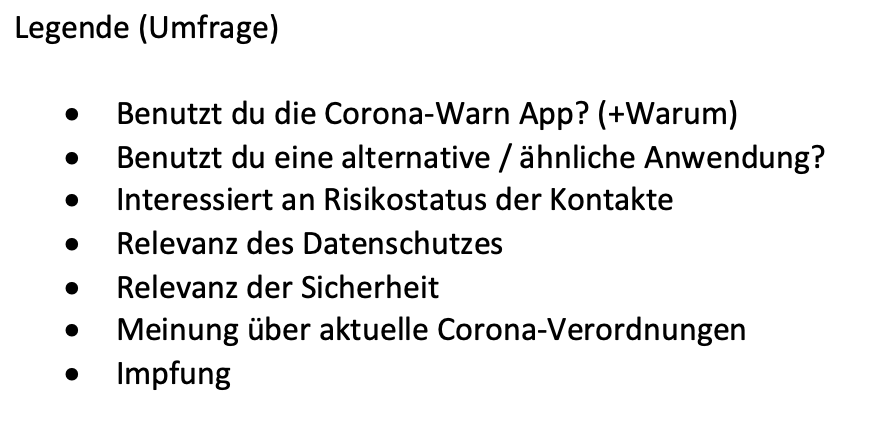 Legende (Umfrage)
• Benutzt du die Corona-Warn App? (+Warum)
• Benutzt du eine alternative / ähnliche Anwendung?
• Interessiert an Risikostatus der Kontakte
• Relevanz des Datenschutzes
• Relevanz der Sicherheit
• Meinung über aktuelle Corona-Verordnungen
• Impfung